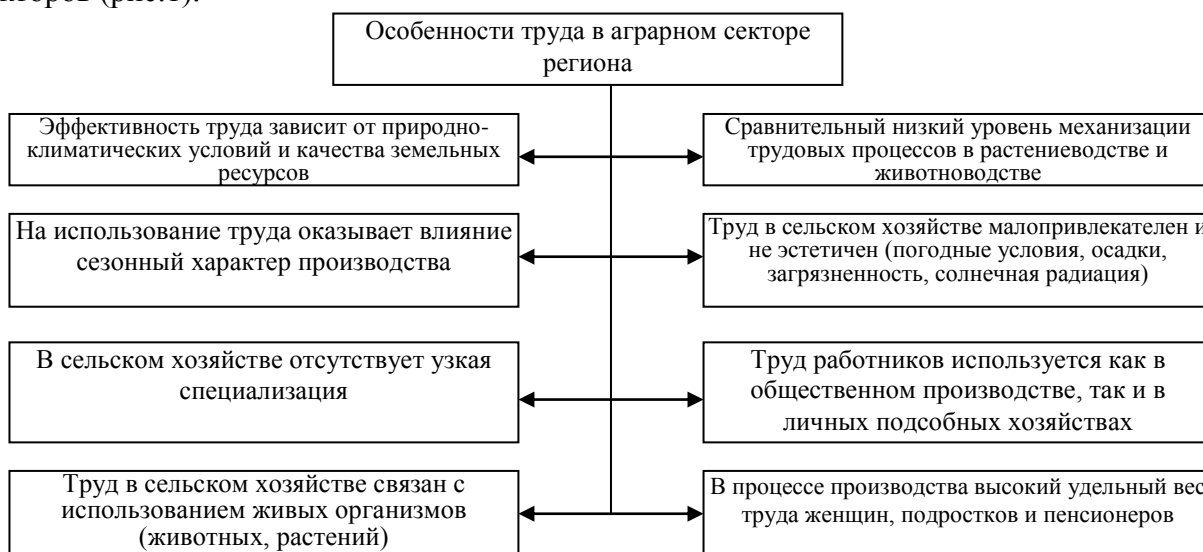 кторов (рис.1).
Особенности труда в аграрном секторе
региона
Эффективность труда зависит от природно-
климатических условий и качества земельных
ресурсов
Сравнительный низкий уровень механизации
трудовых процессов в растениеводстве и
животноводстве
На использование труда оказывает влияние
сезонный характер производства
Труд в сельском хозяйстве малопривлекателен и
не эстетичен (погодные условия, осадки,
загрязненность, солнечная радиация)
В сельском хозяйстве отсутствует узкая
специализация
Труд работников используется как в
общественном производстве, так и в
личных подсобных хозяйствах
Труд в сельском хозяйстве связан с
использованием живых организмов
(животных, растений)
В процессе производства высокий удельный вес
труда женщин, подростков и пенсионеров